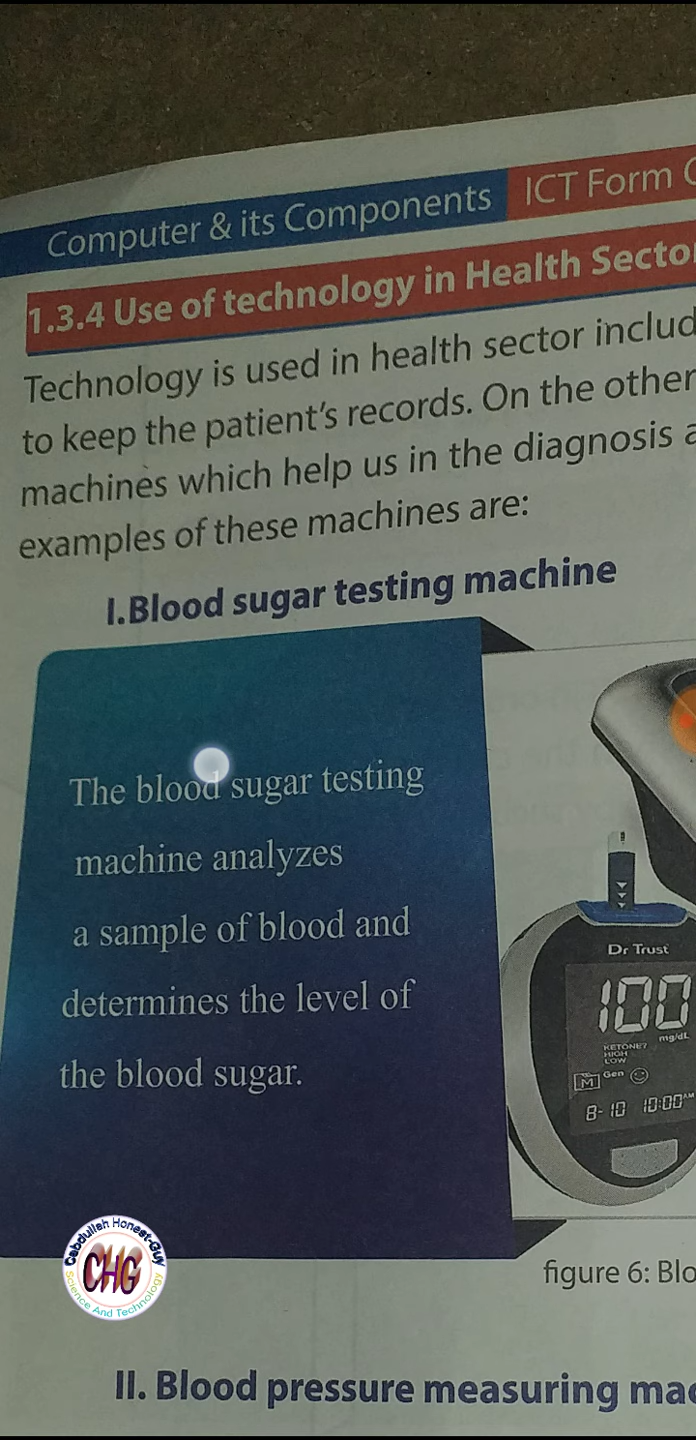 Computer & its Components ICT Form
1.3.4 Use of technology in Health Secto
Technology is used in health sector includ
to keep the patient's records. On the other
machines which help us in the diagnosis a
examples of these machines are:
I.Blood sugar testing machine
The blood sugar testing
machine analyzes
a sample of blood and
determines the level of
the blood sugar.
Dr Trust
100
mg/dL
KETONE?
HIGH
LOW
M Gen
8-10 10:00AM
figure 6: Blo
Cabdullah Honest-Guy
CHG
Science And Technology
II. Blood pressure measuring mac